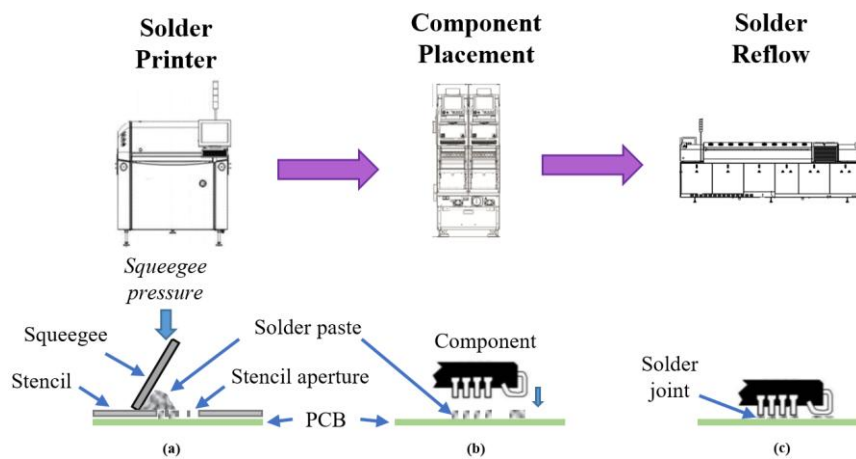 Solder
Printer
Component
Placement
Solder
Reflow
Squeegee
pressure
Squeegee
Solder paste
Stencil
Stencil aperture
Component
Solder
joint
PCB
(a)
(b)
(c)